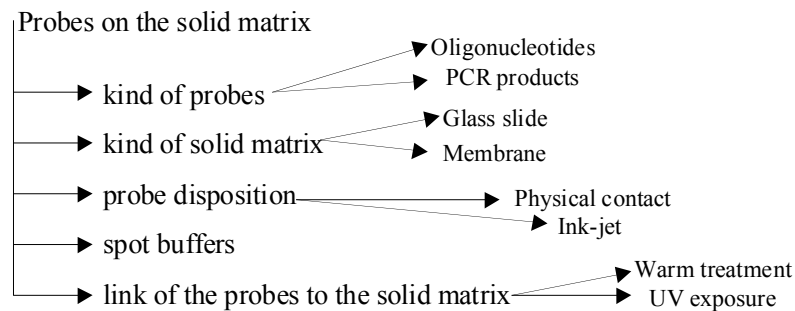 Probes on the solid matrix
Oligonucleotides
kind of probes
PCR products
Glass slide
kind of solid matrix
Membrane
probe disposition
Physical contact
Ink-jet
spot buffers
Warm treatment
link of the probes to the solid matrix
UV exposure